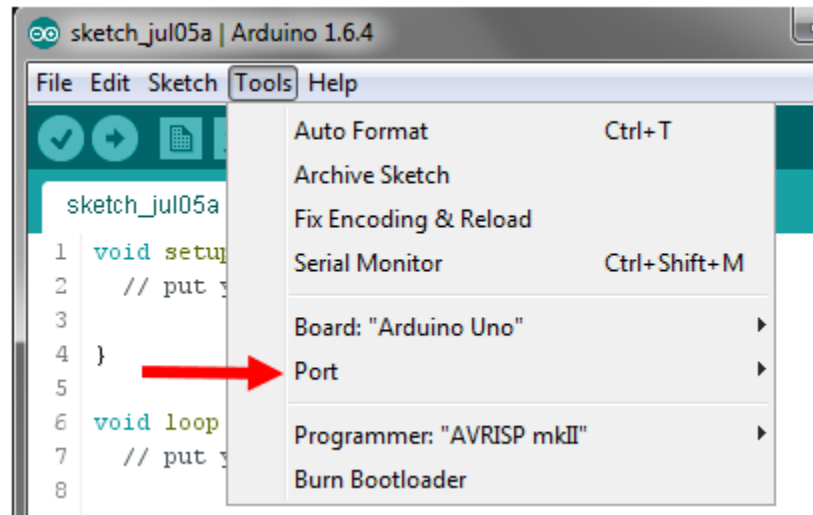 sketch_jul05a | Arduino 1.6.4
File Edit Sketch Tools Help
Auto Format Ctrl+T
Archive Sketch
sketch_jul05a
Fix Encoding & Reload
1 void setup
Serial Monitor Ctrl+Shift+M
2 // put y
3
Board: "Arduino Uno"
4 }
Port
5
6 void loop
Programmer: "AVRISP mkII"
7 // put y
Burn Bootloader
8